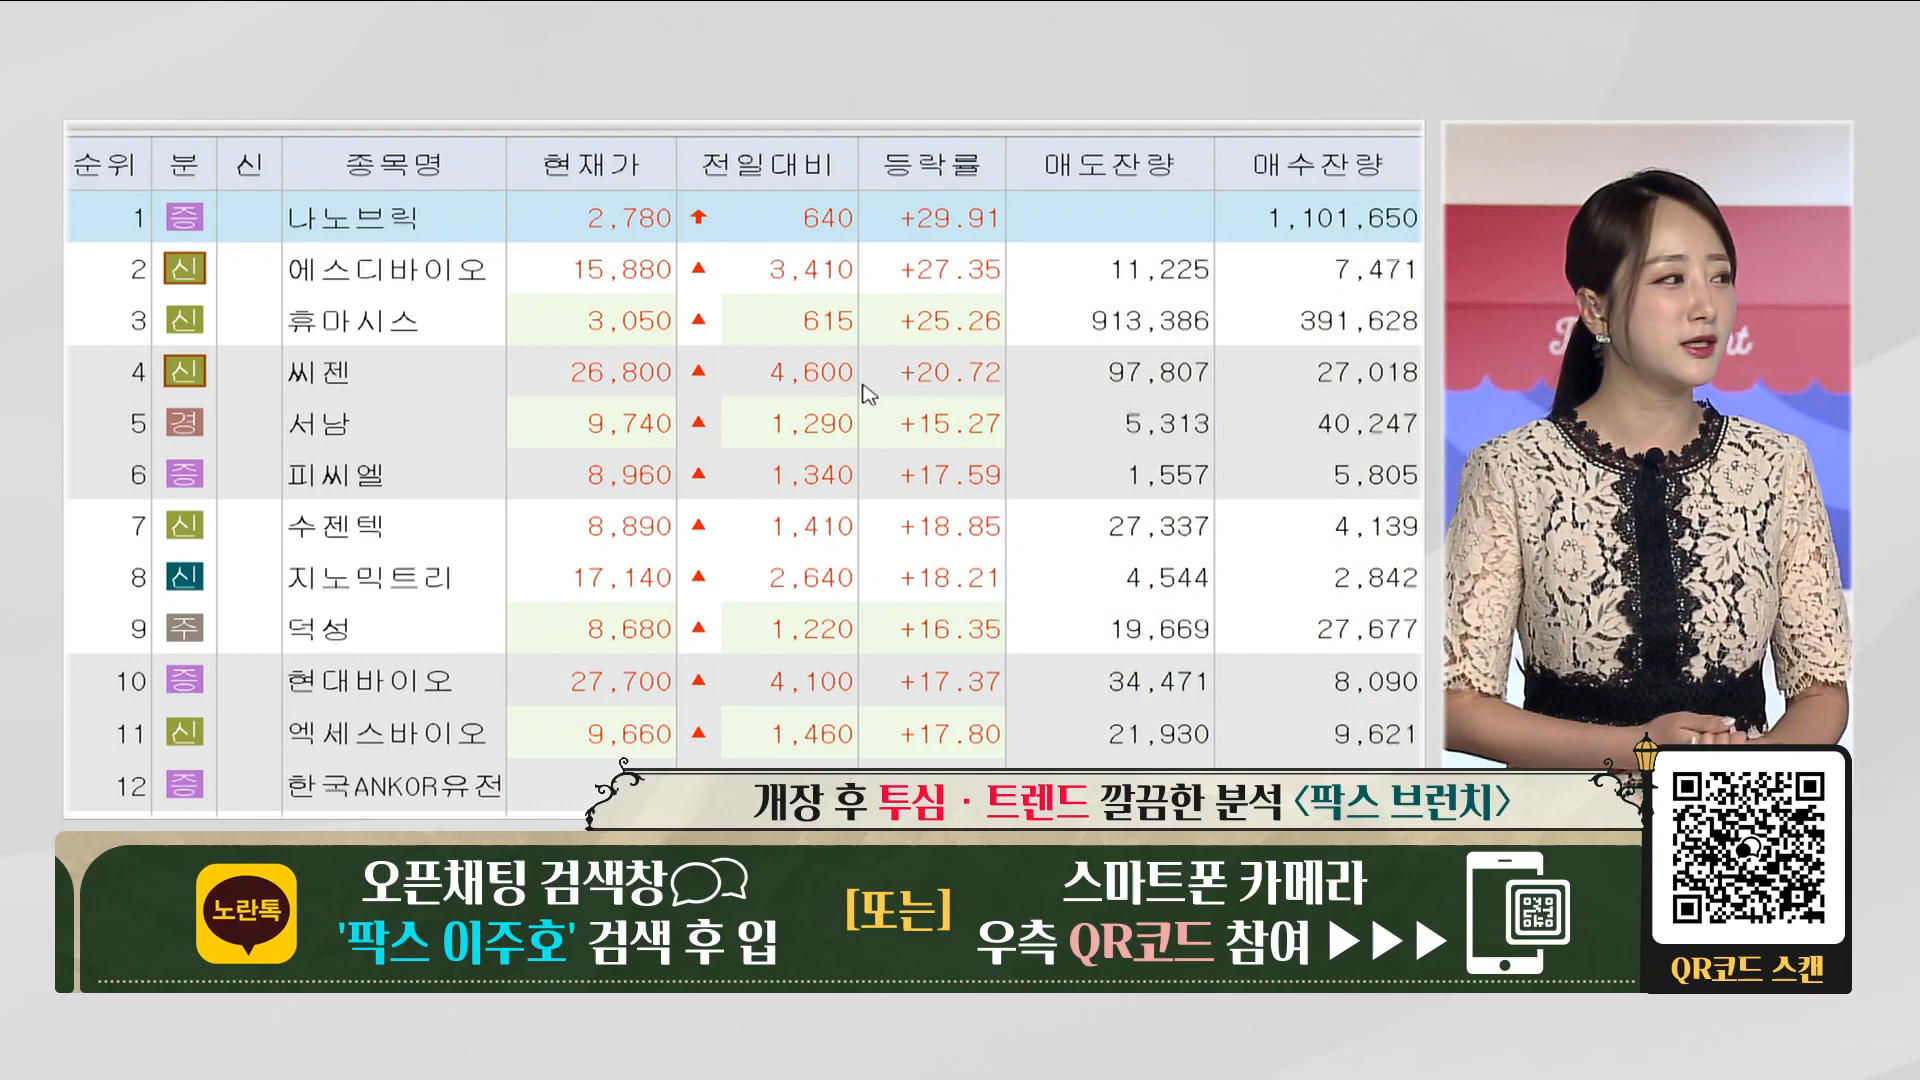 순위 분 신 종목명 현재가 전일대비 등락률 매도잔량 매수잔량
1 증 나노브릭 2,780 640 +29.91 1,101,650
2 신 에스디바이오 15,880 ▲ 3,410 +27.35 11,225 7,471
3 신 휴마시스 3,050 ▲ 615 +25.26 913,386 391,628
4 신 씨젠 26,800 ▲ 4,600 +20.72 97,807 27,018
5 경 서남 9,740 ▲ 1,290 +15.27 5,313 40,247
6 증 피씨엘 8,960 ▲ 1,340 +17.59 1,557 5,805
7 신 수젠텍 8,890 ▲ 1,410 +18.85 27,337 4,139
8 신 지노믹트리 17,140 ▲ 2,640 +18.21 4,544 2,842
9 주 덕성 8,680 ▲ 1,220 +16.35 19,669 27,677
10 증 현대바이오 27,700 ▲ 4,100 +17.37 34,471 8,090
11 신 엑세스바이오 9,660 ▲ 1,460 +17.80 21,930 9,621
12 증 한국ANKOR유전
개장 후 투심·트렌드 깔끔한 분석 〈팍스 브런치〉
노란톡
오픈채팅 검색창
'팍스 이주호' 검색 후 입
[또는]
스마트폰 카메라
우측 QR코드 참여 ▶▶▶
QR코드 스캔